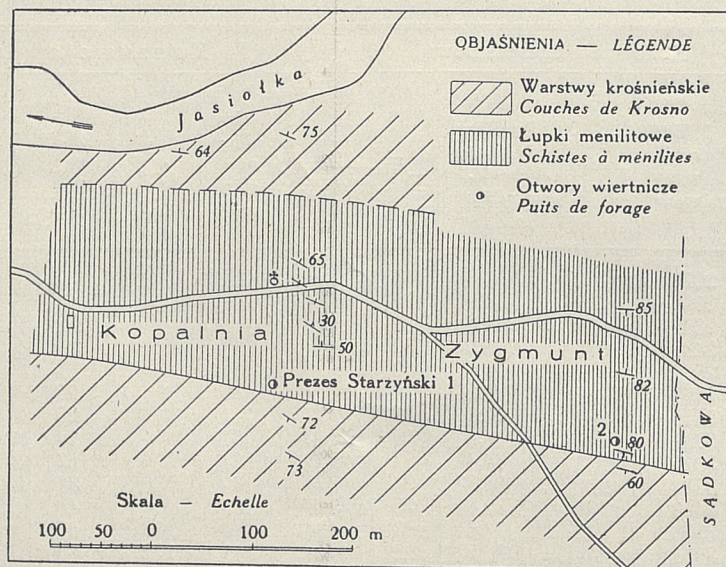 OBJAŚNIENIA — LÉGENDE
Warstwy krośnieńskie
Couches de Krosno
Łupki menilitowe
Schistes à ménilites
Otwory wiertnicze
Puits de forage
Jasiołka
75
64
65
30
50
85
Kopalnia Zygmunt
82
Prezes Starzyński 1
72
73
2
80
60
SĄDKOWA
Skala — Echelle
100 50 0 100 200 m